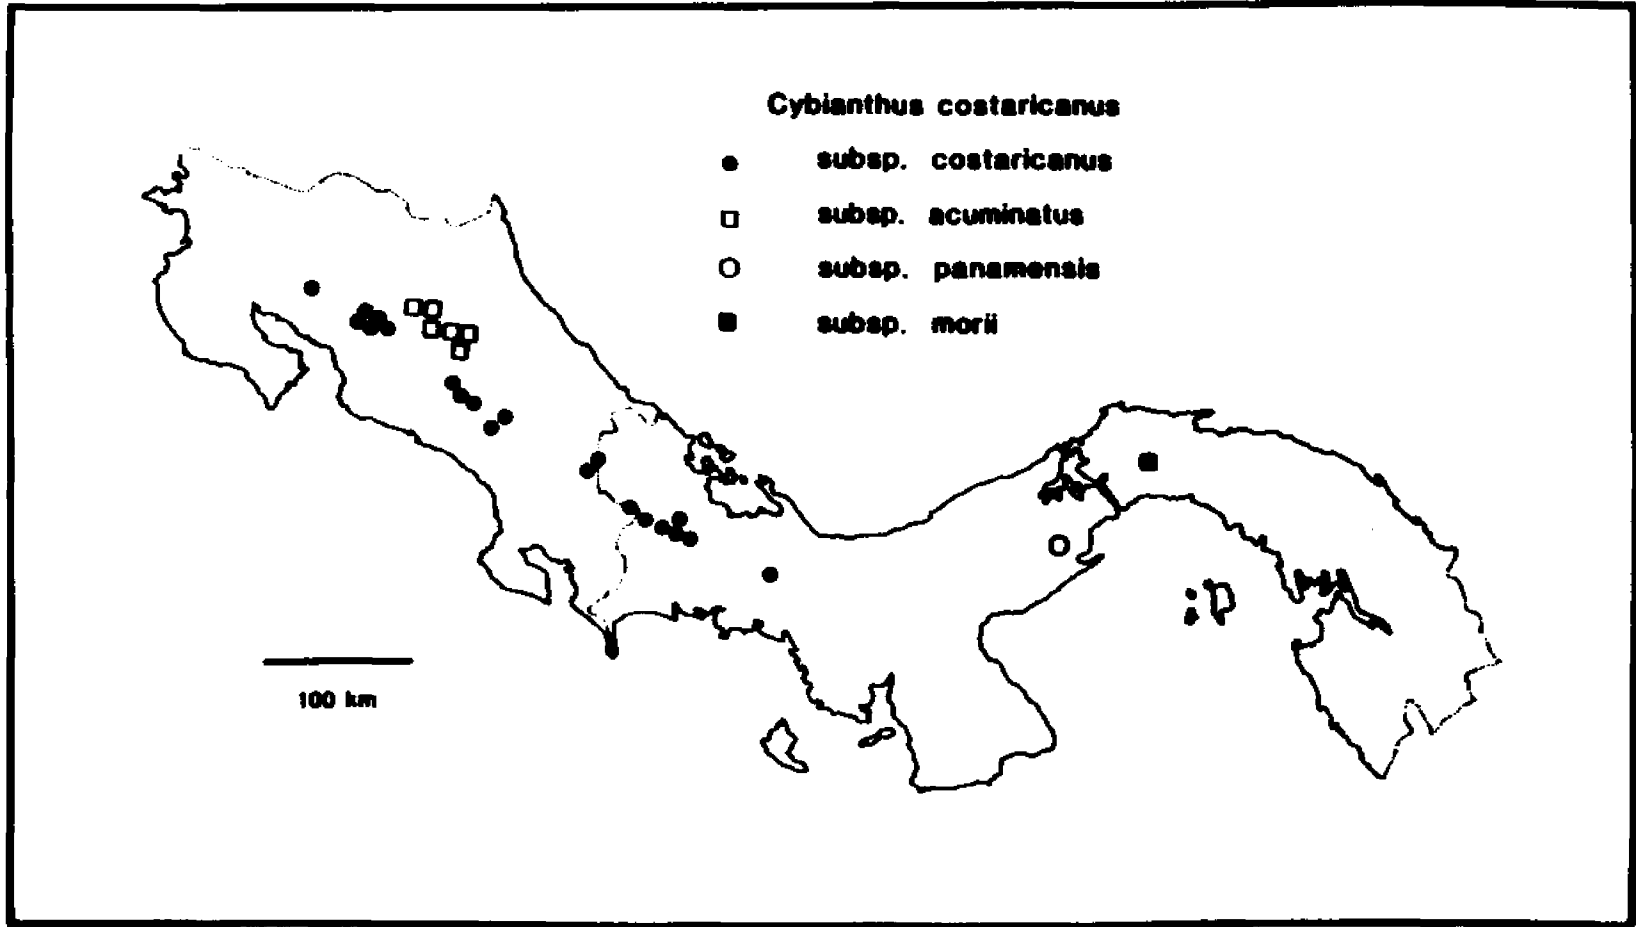 Cybianthus costaricanus
subsp. costaricanus
subsp. acuminatus
subsp. panamensis
subsp. morii
100 km